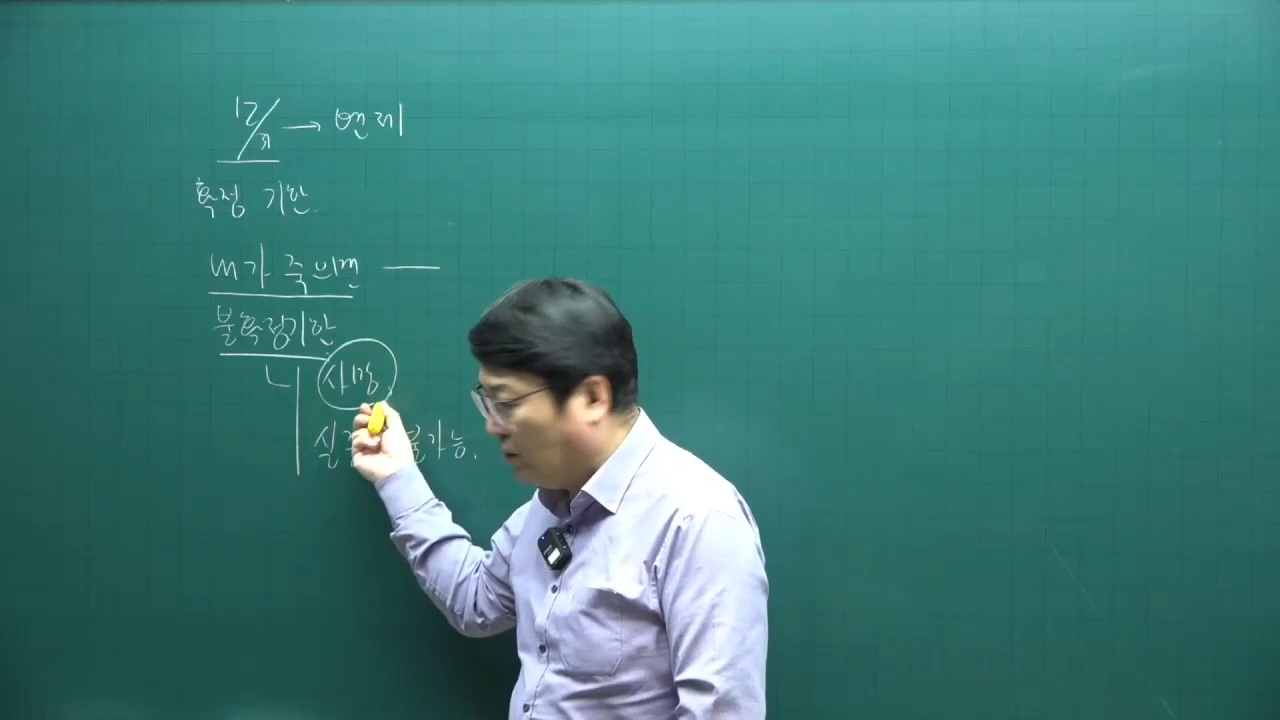 12/31 → 변제
확정 기한.
내가 죽으면 —
불확정기한
사망.
실 불가능.